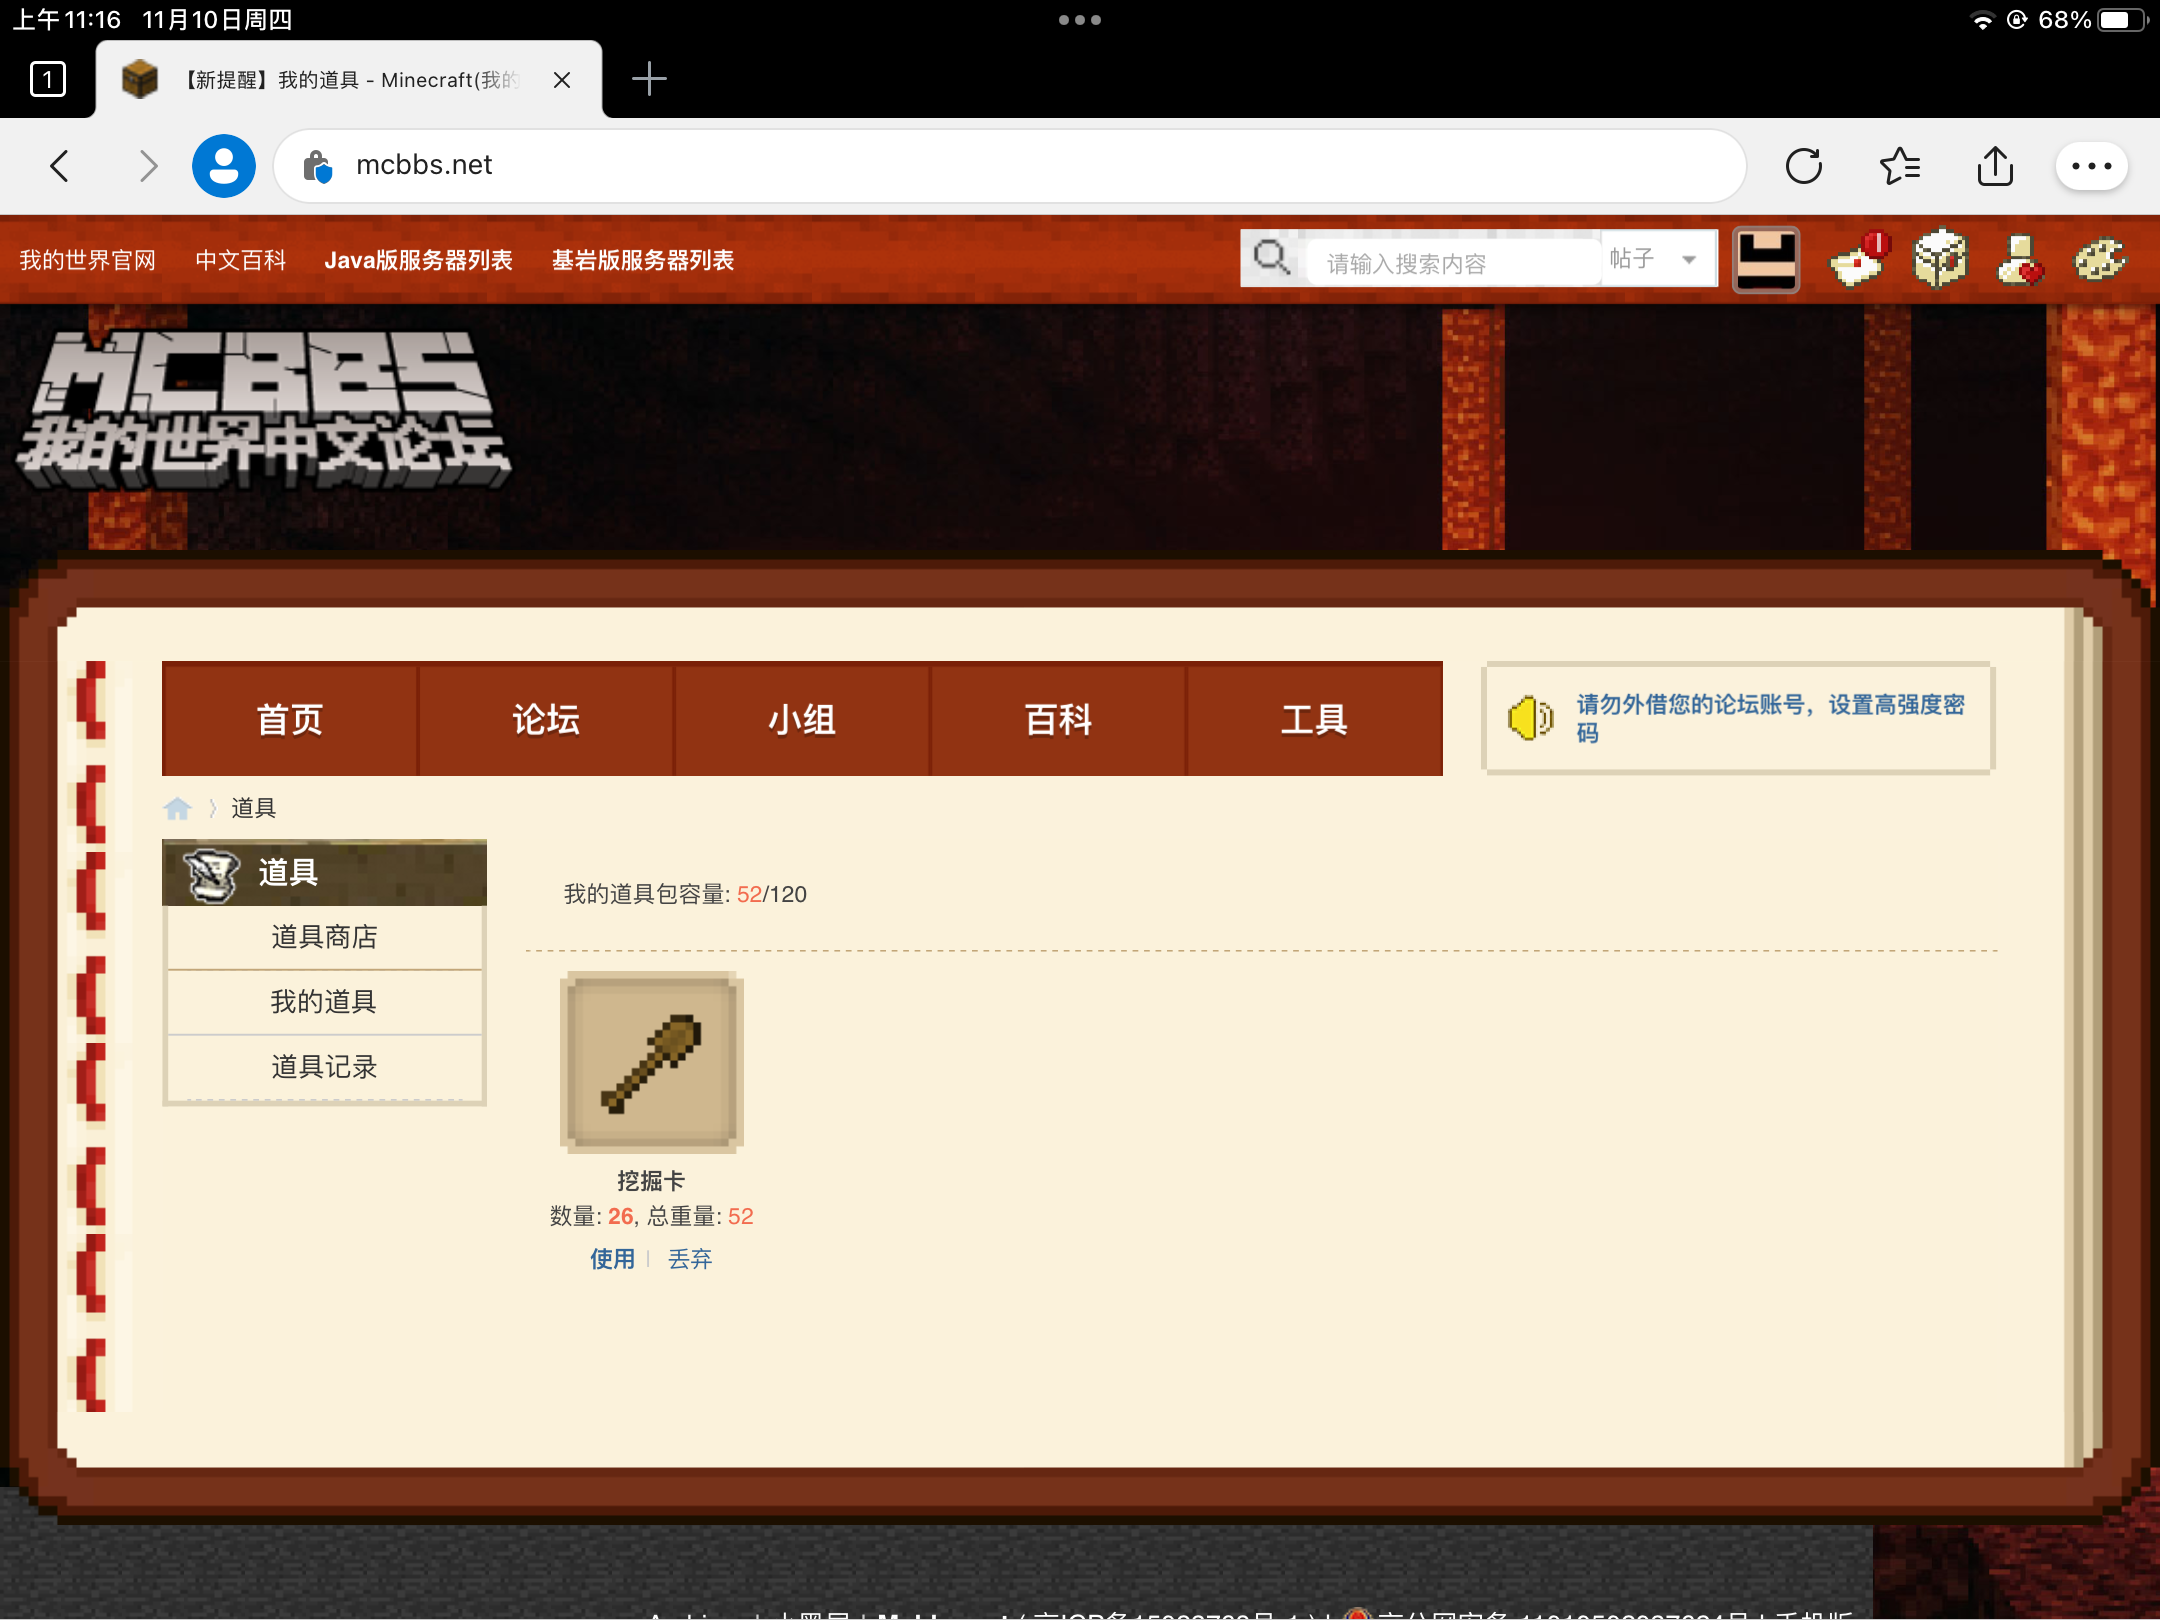 上午11:16 11月10日周四
68%
1
【新提醒】我的道具 - Minecraft(我的
mcbbs.net
我的世界官网 中文百科 Java版服务器列表 基岩版服务器列表
请输入搜索内容 帖子
MCBBS
我的世界中文论坛
首页 论坛 小组 百科 工具
请勿外借您的论坛账号，设置高强度密
码
道具
道具
道具商店
我的道具
道具记录
我的道具包容量: 52/120
挖掘卡
数量: 26, 总重量: 52
使用 丢弃